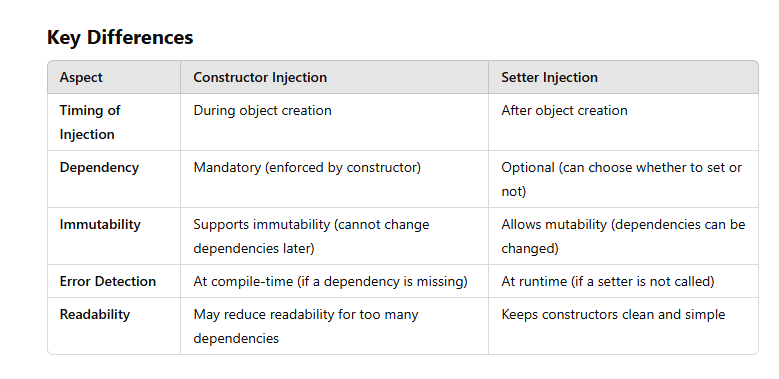 Key Differences
Aspect Constructor Injection Setter Injection
Timing of
Injection During object creation After object creation
Dependency Mandatory (enforced by constructor) Optional (can choose whether to set or
not)
Immutability Supports immutability (cannot change
dependencies later) Allows mutability (dependencies can be
changed)
Error Detection At compile-time (if a dependency is missing) At runtime (if a setter is not called)
Readability May reduce readability for too many
dependencies Keeps constructors clean and simple